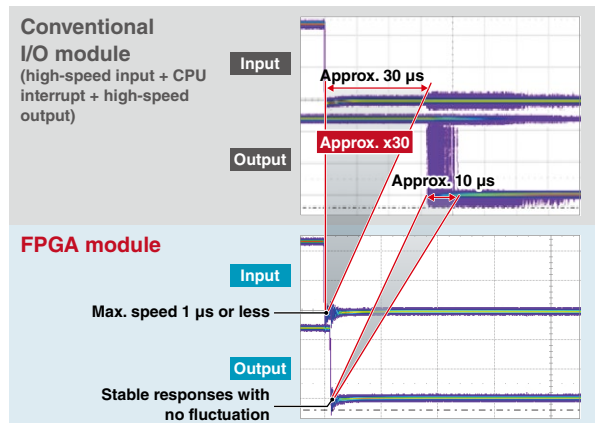 Conventional
I/O module
(high-speed input + CPU
interrupt + high-speed
output)
Input
Approx. 30 µs
Approx. x30
Output
Approx. 10 µs
FPGA module
Input
Max. speed 1 µs or less
Output
Stable responses with
no fluctuation